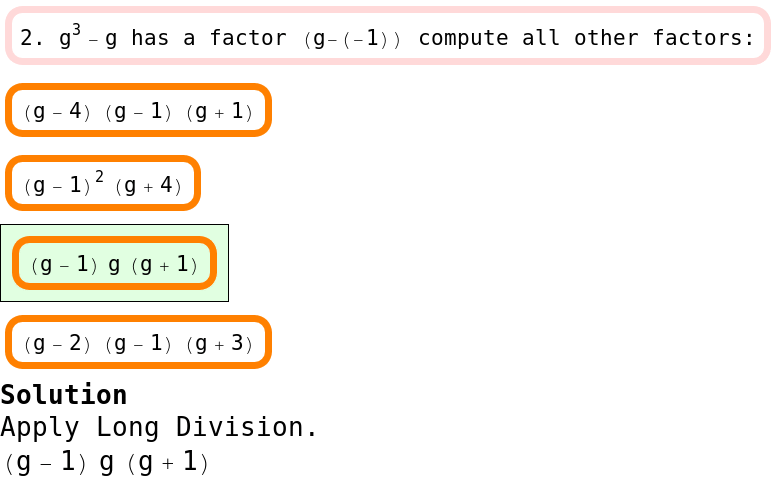 2. g³ − g has a factor (g−(−1)) compute all other factors:
(g − 4) (g − 1) (g + 1)
(g − 1)² (g + 4)
(g − 1) g (g + 1)
(g − 2) (g − 1) (g + 3)
Solution
Apply Long Division.
(g − 1) g (g + 1)